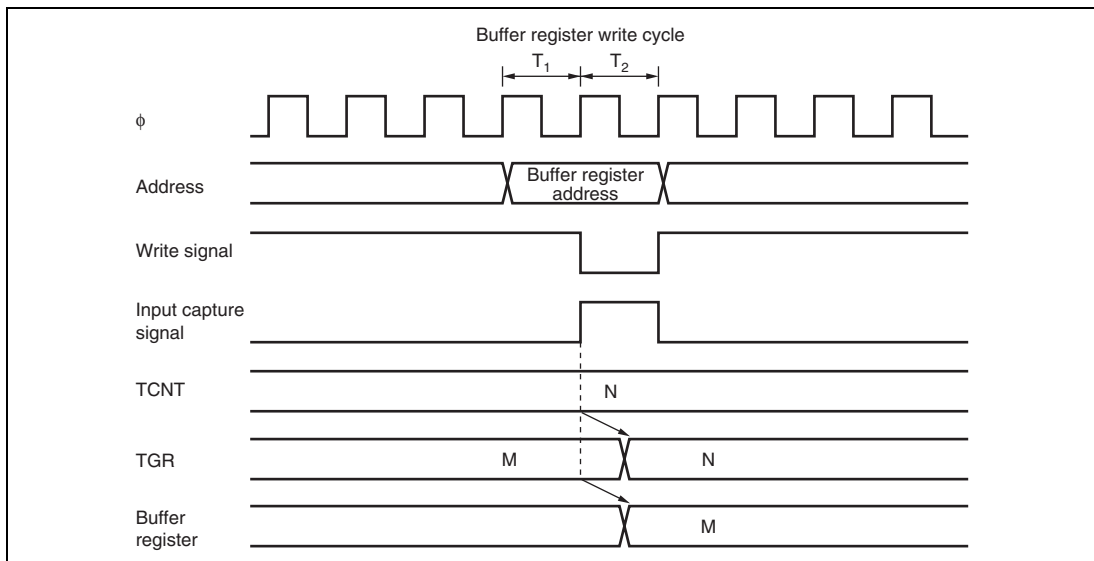 Buffer register write cycle
T1 T2
ϕ
Address
Buffer register
address
Write signal
Input capture
signal
TCNT
N
TGR
M N
Buffer
register
M